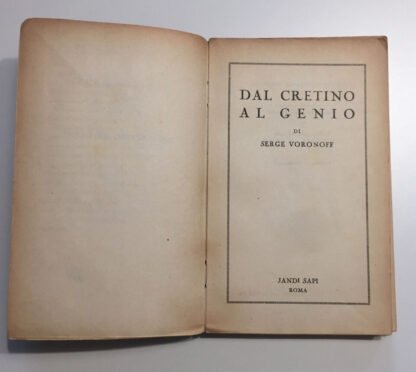 DAL CRETINO
AL GENIO
DI
SERGE VORONOFF
JANDI SAPI
ROMA